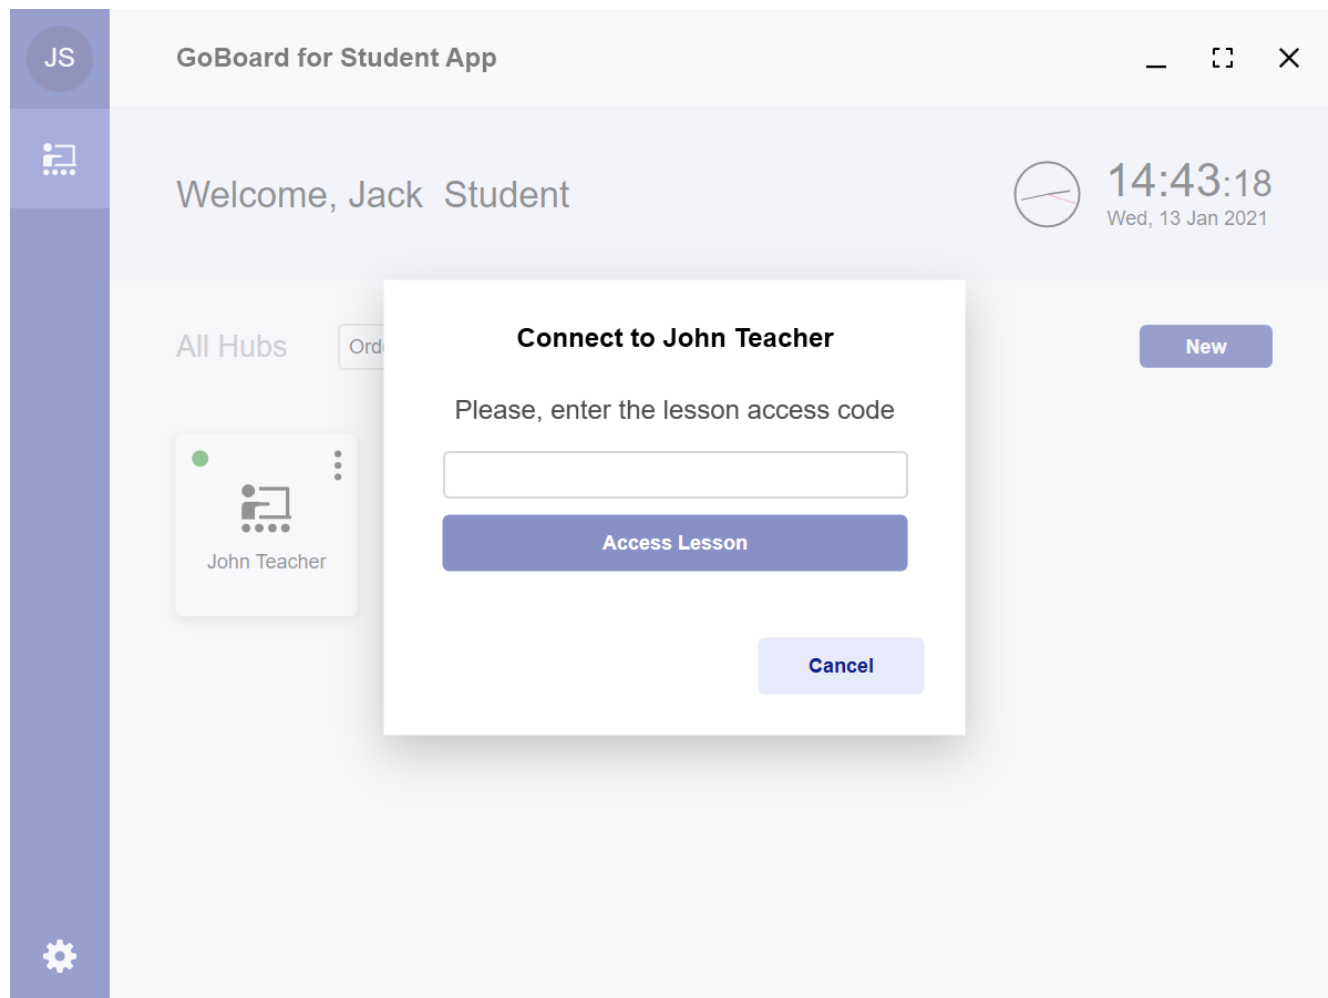 JS
GoBoard for Student App
Welcome, Jack  Student
14:43:18
Wed, 13 Jan 2021
All Hubs
New
Connect to John Teacher
Please, enter the lesson access code
Access Lesson
Cancel
John Teacher